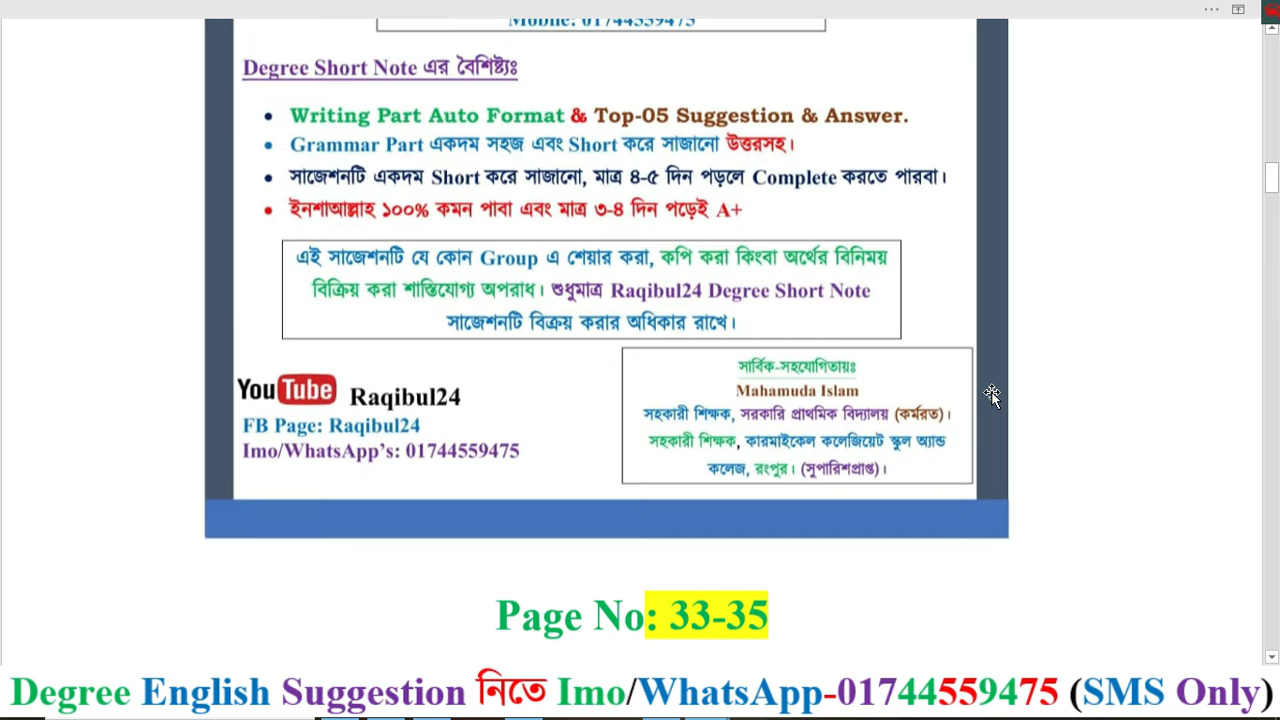 Mobile: 01744559475
Degree Short Note এর বৈশিষ্ট্যঃ
• Writing Part Auto Format & Top-05 Suggestion & Answer.
• Grammar Part একদম সহজ এবং Short করে সাজানো উত্তরসহ।
• সাজেশনটি একদম Short করে সাজানো, মাত্র ৪-৫ দিন পড়লে Complete করতে পারবা।
• ইনশাআল্লাহ ১০০% কমন পাবা এবং মাত্র ৩-৪ দিন পড়েই A+
এই সাজেশনটি যে কোন Group এ শেয়ার করা, কপি করা কিংবা অর্থের বিনিময়
বিক্রিয় করা শাস্তিযোগ্য অপরাধ। শুধুমাত্র Raqibul24 Degree Short Note
সাজেশনটি বিক্রয় করার অধিকার রাখে।
YouTube Raqibul24
FB Page: Raqibul24
Imo/WhatsApp’s: 01744559475
সার্বিক-সহযোগিতায়ঃ
Mahamuda Islam
সহকারী শিক্ষক, সরকারি প্রাথমিক বিদ্যালয় (কর্মরত)।
সহকারী শিক্ষক, কারমাইকেল কলেজিয়েট স্কুল অ্যান্ড
কলেজ, রংপুর। (সুপারিশপ্রাপ্ত)।
Page No: 33-35
Degree English Suggestion নিতে Imo/WhatsApp-01744559475 (SMS Only)